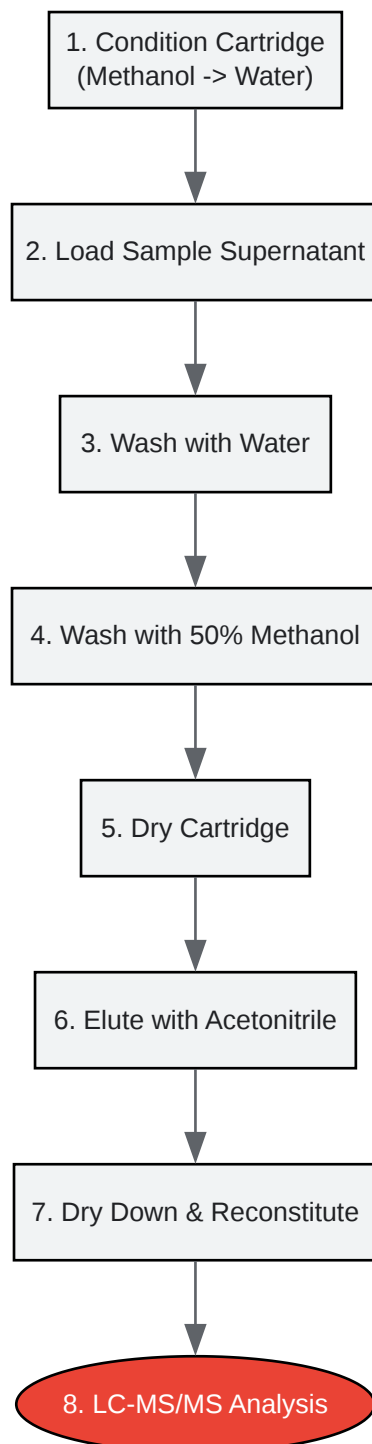 1. Condition Cartridge
(Methanol -> Water)
2. Load Sample Supernatant
3. Wash with Water
4. Wash with 50% Methanol
5. Dry Cartridge
6. Elute with Acetonitrile
7. Dry Down & Reconstitute
8. LC-MS/MS Analysis